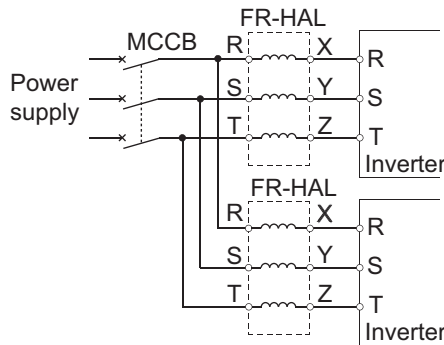 FR-HAL
MCCB
R X R
Power supply
S Y S
T Z T
Inverter
FR-HAL
R X R
S Y S
T Z T
Inverter